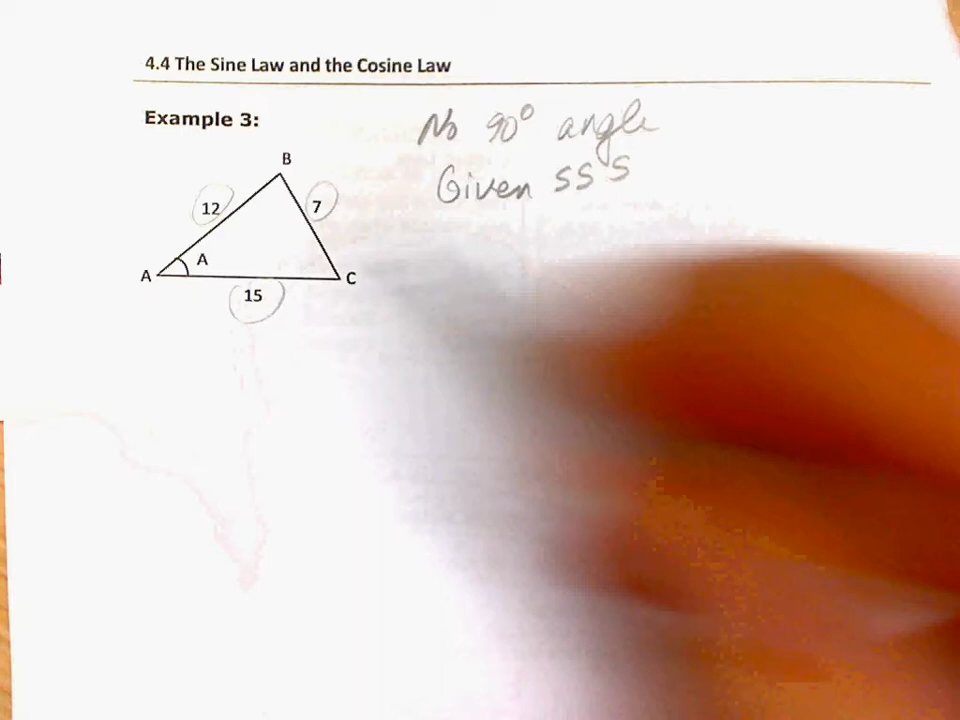 4.4 The Sine Law and the Cosine Law
Example 3:
No 90° angle
Given SSS
B
12
7
A
A
C
15